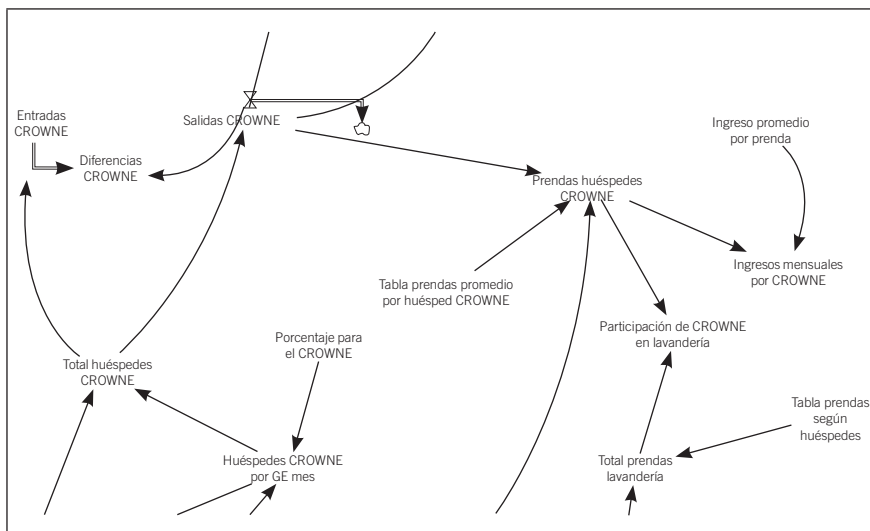 Entradas
CROWNE
Salidas CROWNE
Ingreso promedio
por prenda
Diferencias
CROWNE
Prendas huéspedes
CROWNE
Tabla prendas promedio
por huésped CROWNE
Ingresos mensuales
por CROWNE
Participación de CROWNE
en lavandería
Porcentaje para
el CROWNE
Total huéspedes
CROWNE
Tabla prendas
según
huéspedes
Huéspedes CROWNE
por GE mes
Total prendas
lavandería